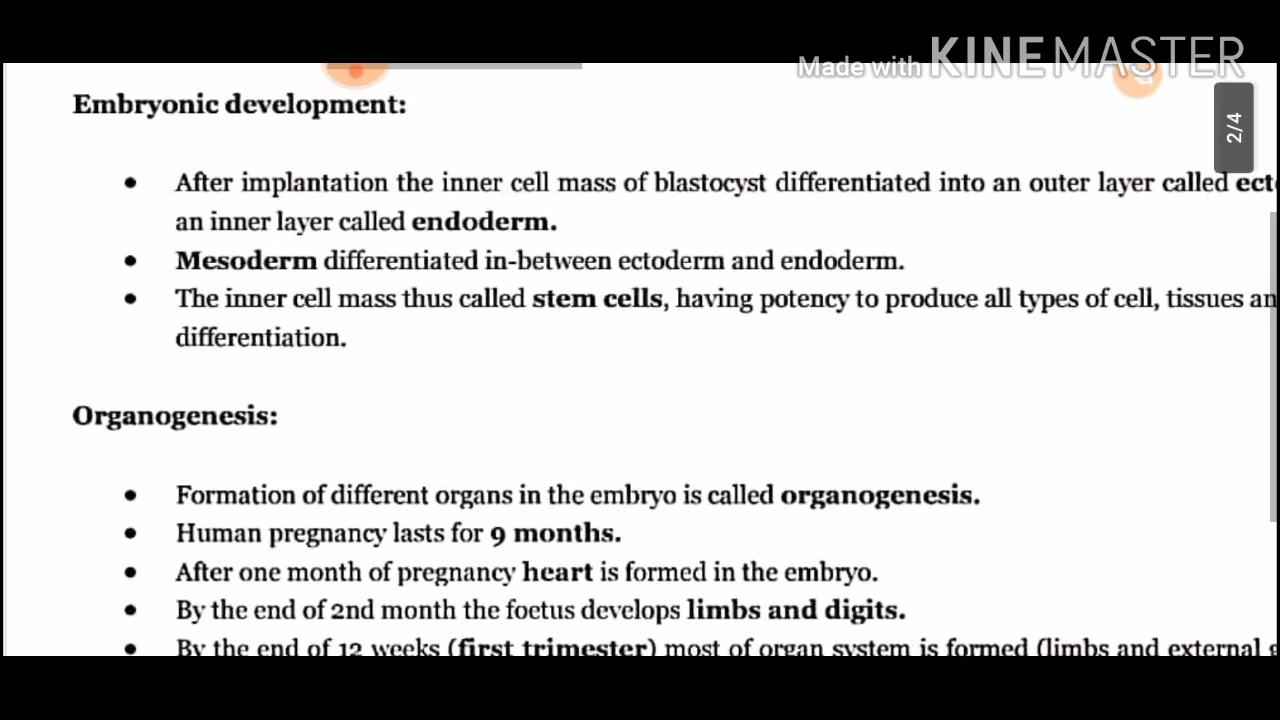 Made with KINEMASTER
2/4
Embryonic development:
• After implantation the inner cell mass of blastocyst differentiated into an outer layer called
an inner layer called endoderm.
• Mesoderm differentiated in-between ectoderm and endoderm.
• The inner cell mass thus called stem cells, having potency to produce all types of cell, tissues
differentiation.
Organogenesis:
• Formation of different organs in the embryo is called organogenesis.
• Human pregnancy lasts for 9 months.
• After one month of pregnancy heart is formed in the embryo.
• By the end of 2nd month the foetus develops limbs and digits.
• By the end of 12 weeks (first trimester) most of organ system is formed (limbs and external